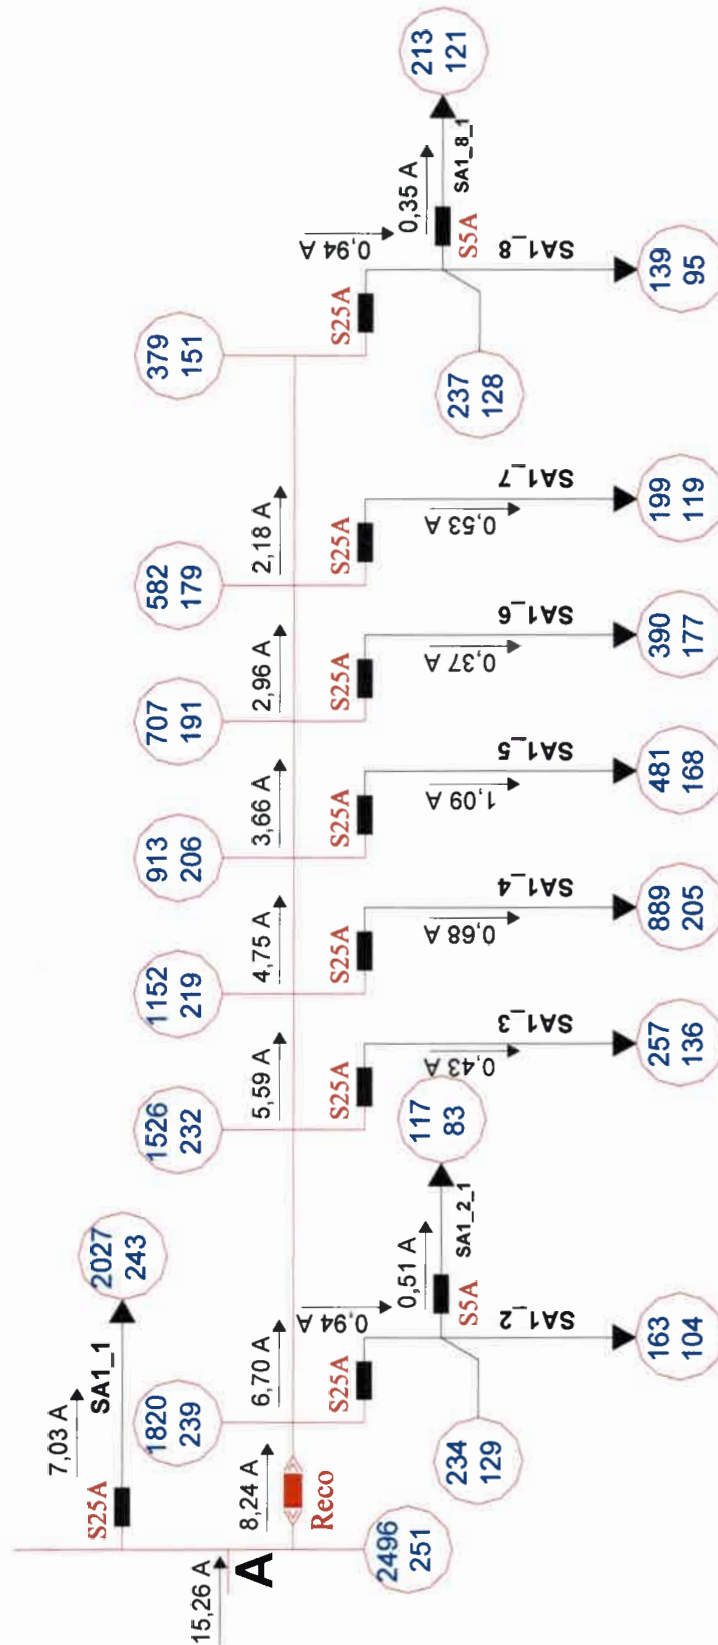 15,26 A
A
2496
251
S25A
7,03 A
SA1_1
2027
243
Reco
8,24 A
1820
239
6,70 A
S25A
0,94 A
234
129
S5A
0,51 A
SA1_2_1
117
83
SA1_2
163
104
1526
232
5,59 A
S25A
0,43 A
SA1_3
257
136
1152
219
4,75 A
S25A
0,68 A
SA1_4
889
205
913
206
3,66 A
S25A
1,09 A
SA1_5
481
168
707
191
2,96 A
S25A
0,37 A
SA1_6
390
177
582
179
2,18 A
S25A
0,53 A
SA1_7
199
119
379
151
S25A
0,94 A
237
128
S5A
0,35 A
SA1_8_1
213
121
SA1_8
139
95